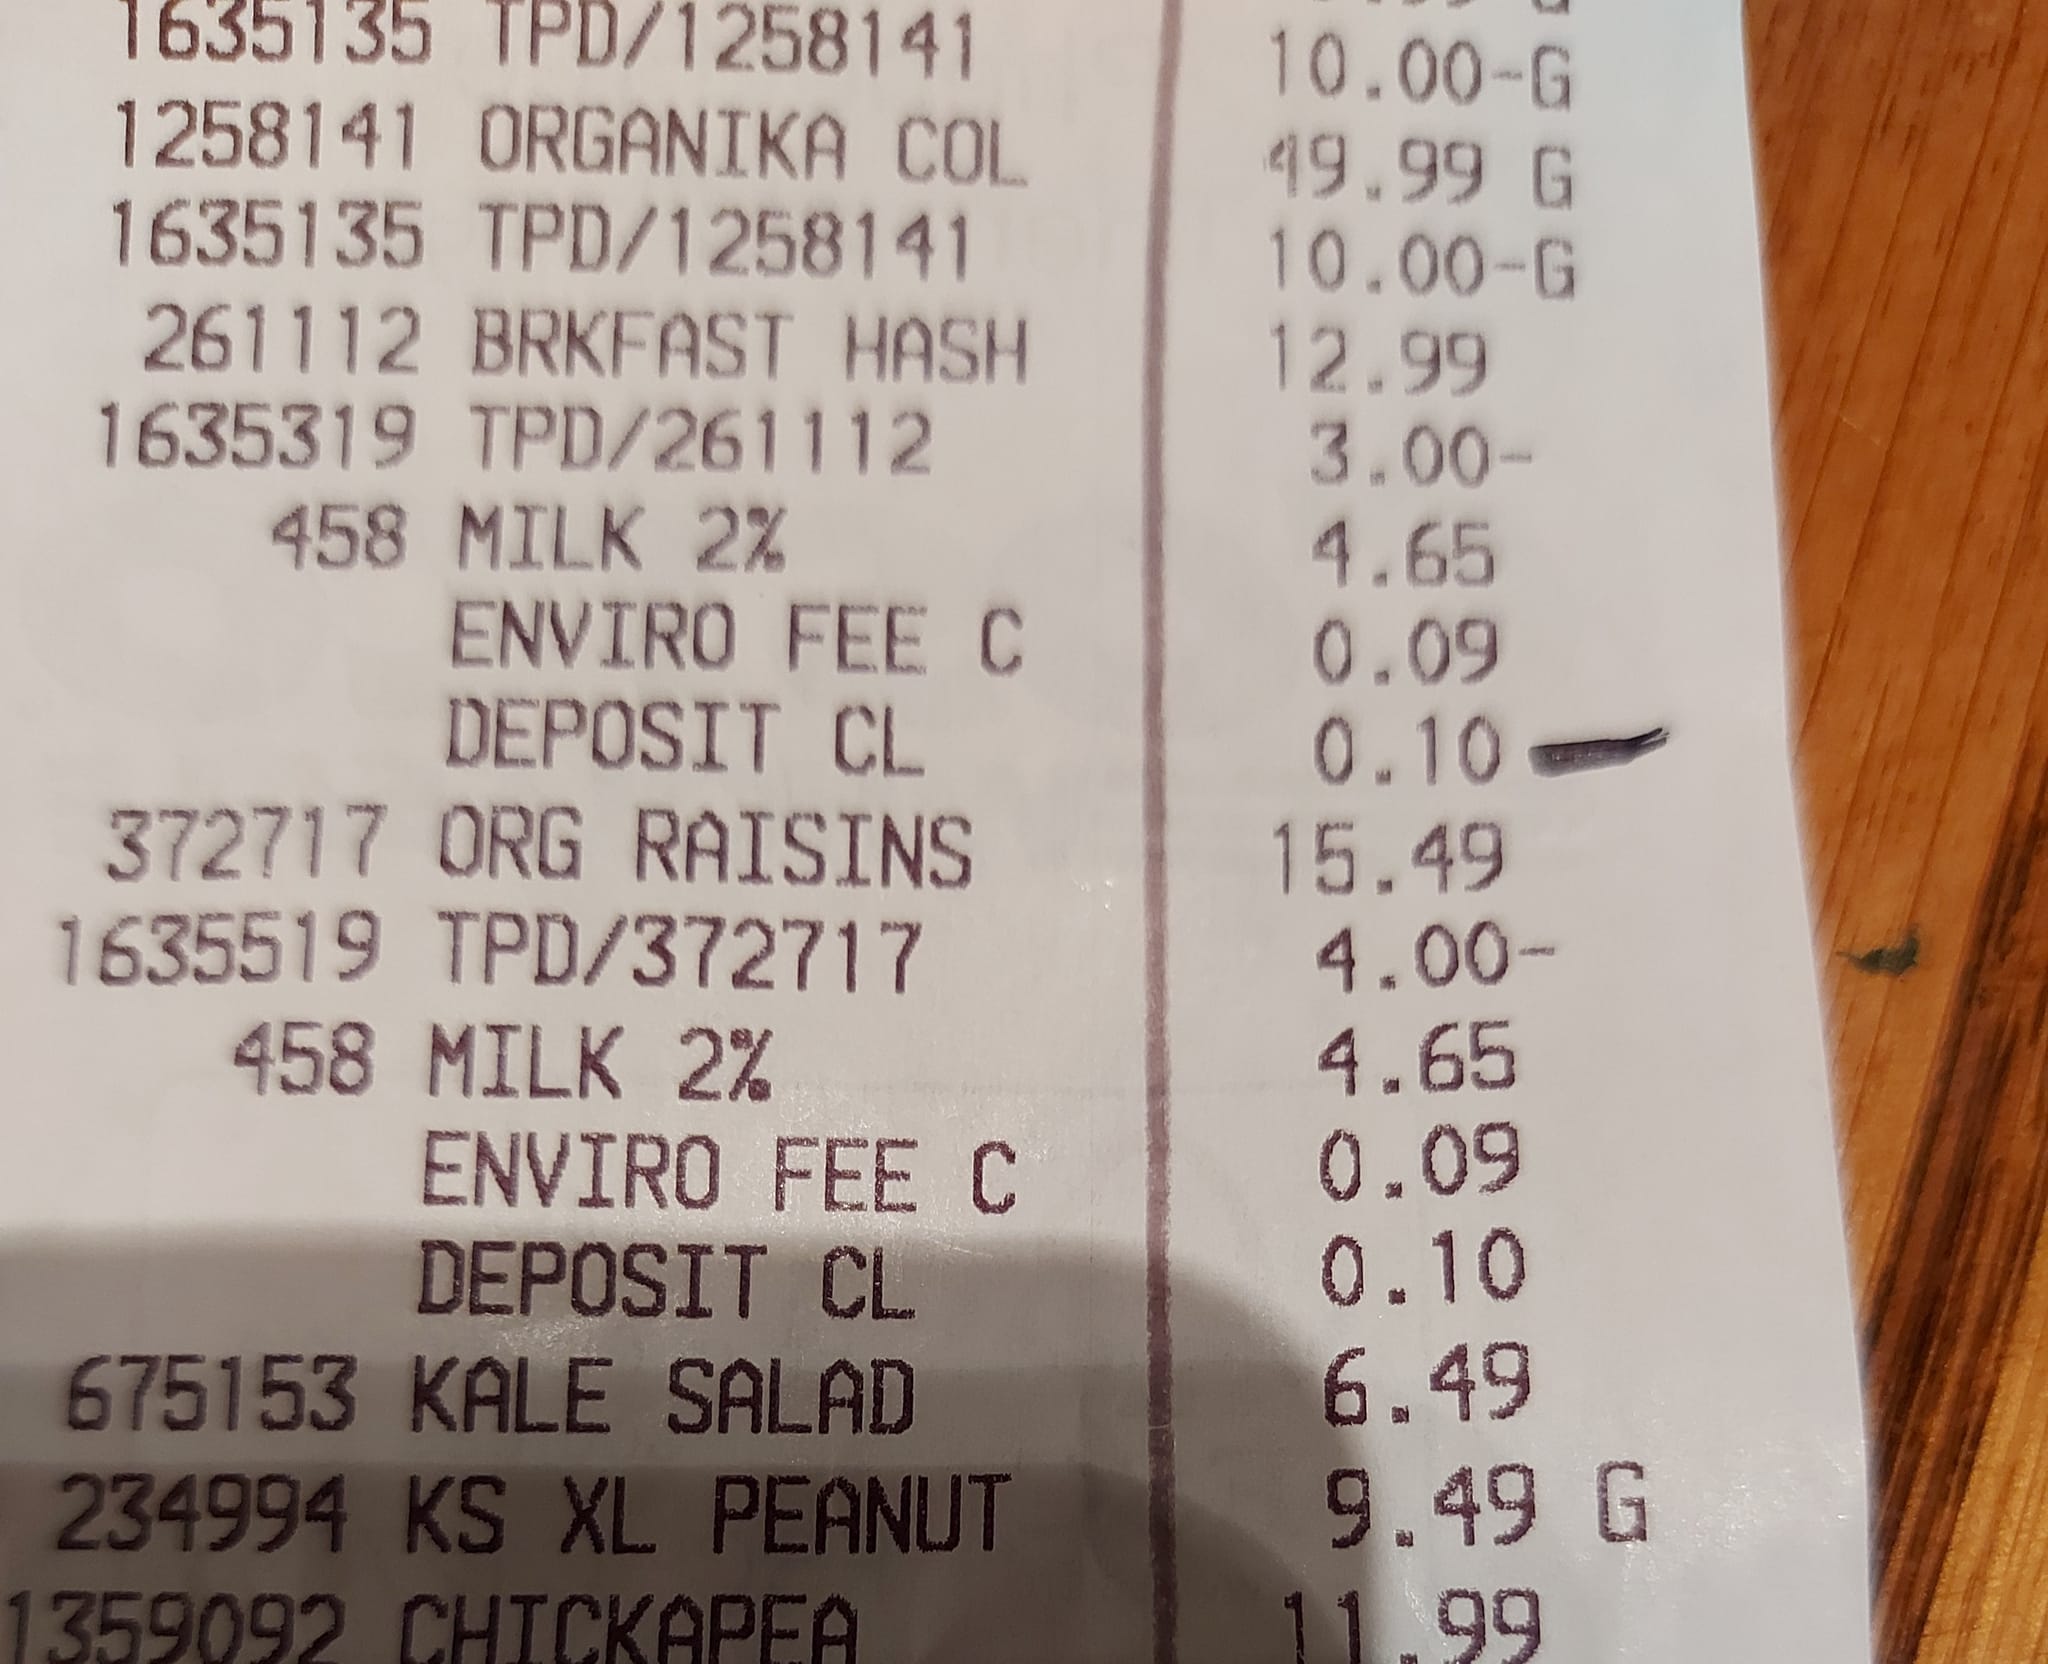 1635135 TPD/1258141 10.00-G
1258141 ORGANIKA COL 49.99 G
1635135 TPD/1258141 10.00-G
261112 BRKFAST HASH 12.99
1635319 TPD/261112 3.00-
458 MILK 2% 4.65
ENVIRO FEE C 0.09
DEPOSIT CL 0.10
372717 ORG RAISINS 15.49
1635519 TPD/372717 4.00-
458 MILK 2% 4.65
ENVIRO FEE C 0.09
DEPOSIT CL 0.10
675153 KALE SALAD 6.49
234994 KS XL PEANUT 9.49 G
1359092 CHICKAPEA 11.99